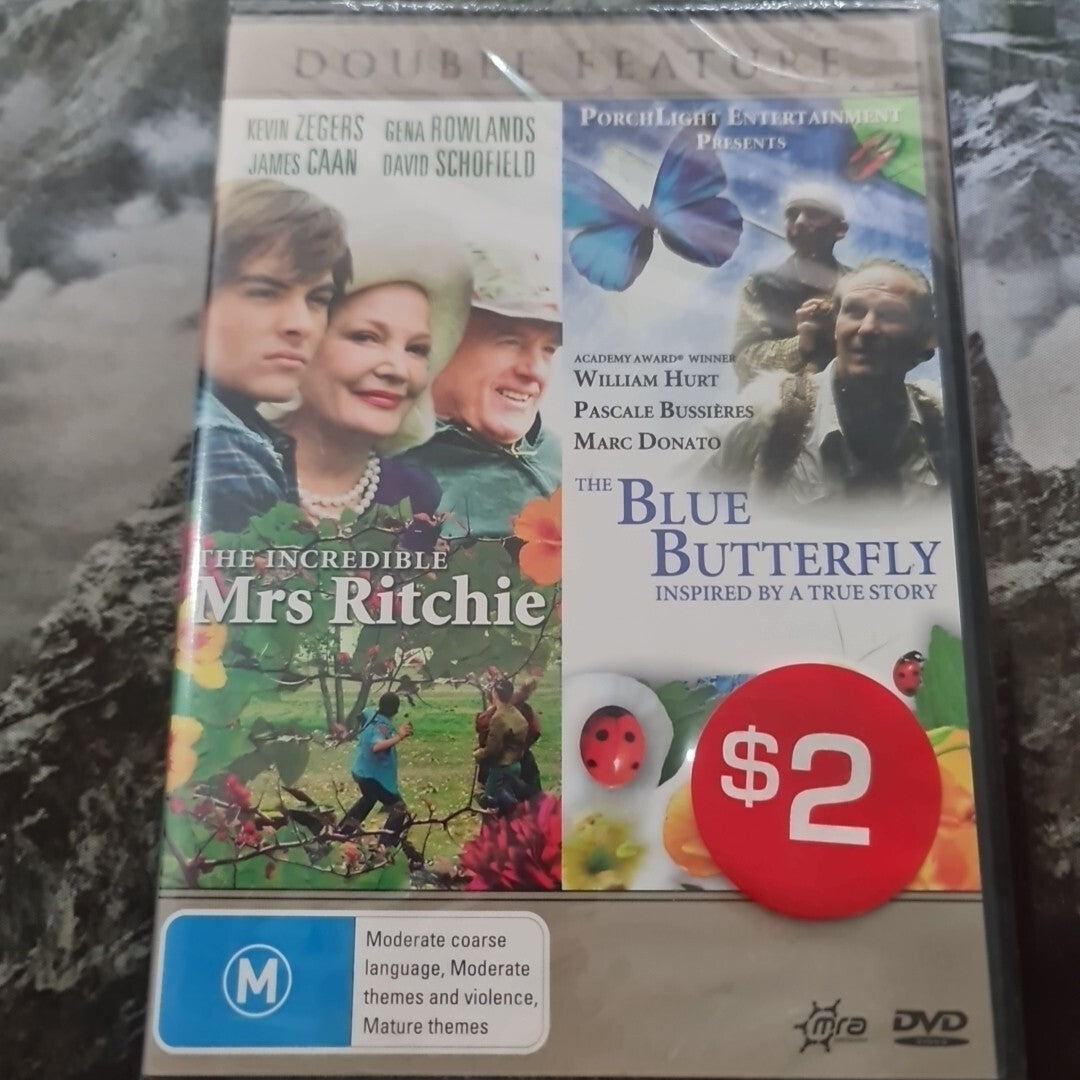 DOUBLE FEATURE
KEVIN ZEGERS GENA ROWLANDS
JAMES CAAN DAVID SCHOFIELD
THE INCREDIBLE
Mrs Ritchie
PORCHLIGHT ENTERTAINMENT
PRESENTS
ACADEMY AWARD® WINNER
WILLIAM HURT
PASCALE BUSSIÈRES
MARC DONATO
THE BLUE
BUTTERFLY
INSPIRED BY A TRUE STORY
$2
M
Moderate coarse
language, Moderate
themes and violence,
Mature themes
mra
DVD
VIDEO